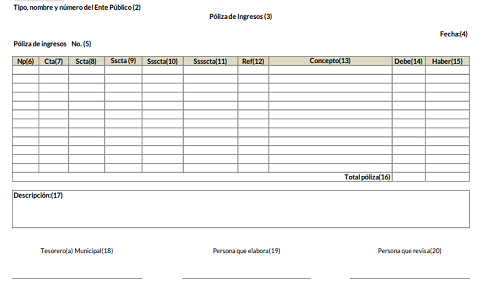 Tipo, nombre y número del Ente Público (2)
Póliza de Ingresos (3)
Fecha:(4)
Póliza de ingresos No. (5)
Np(6) Cta(7) Scta(8) Sscta (9) Ssscta(10) Sssscta(11) Ref(12) Concepto(13) Debe(14) Haber(15)
Total póliza(16)
Descripción:(17)
Tesorero(a) Municipal(18) Persona que elabora(19) Persona que revisa(20)